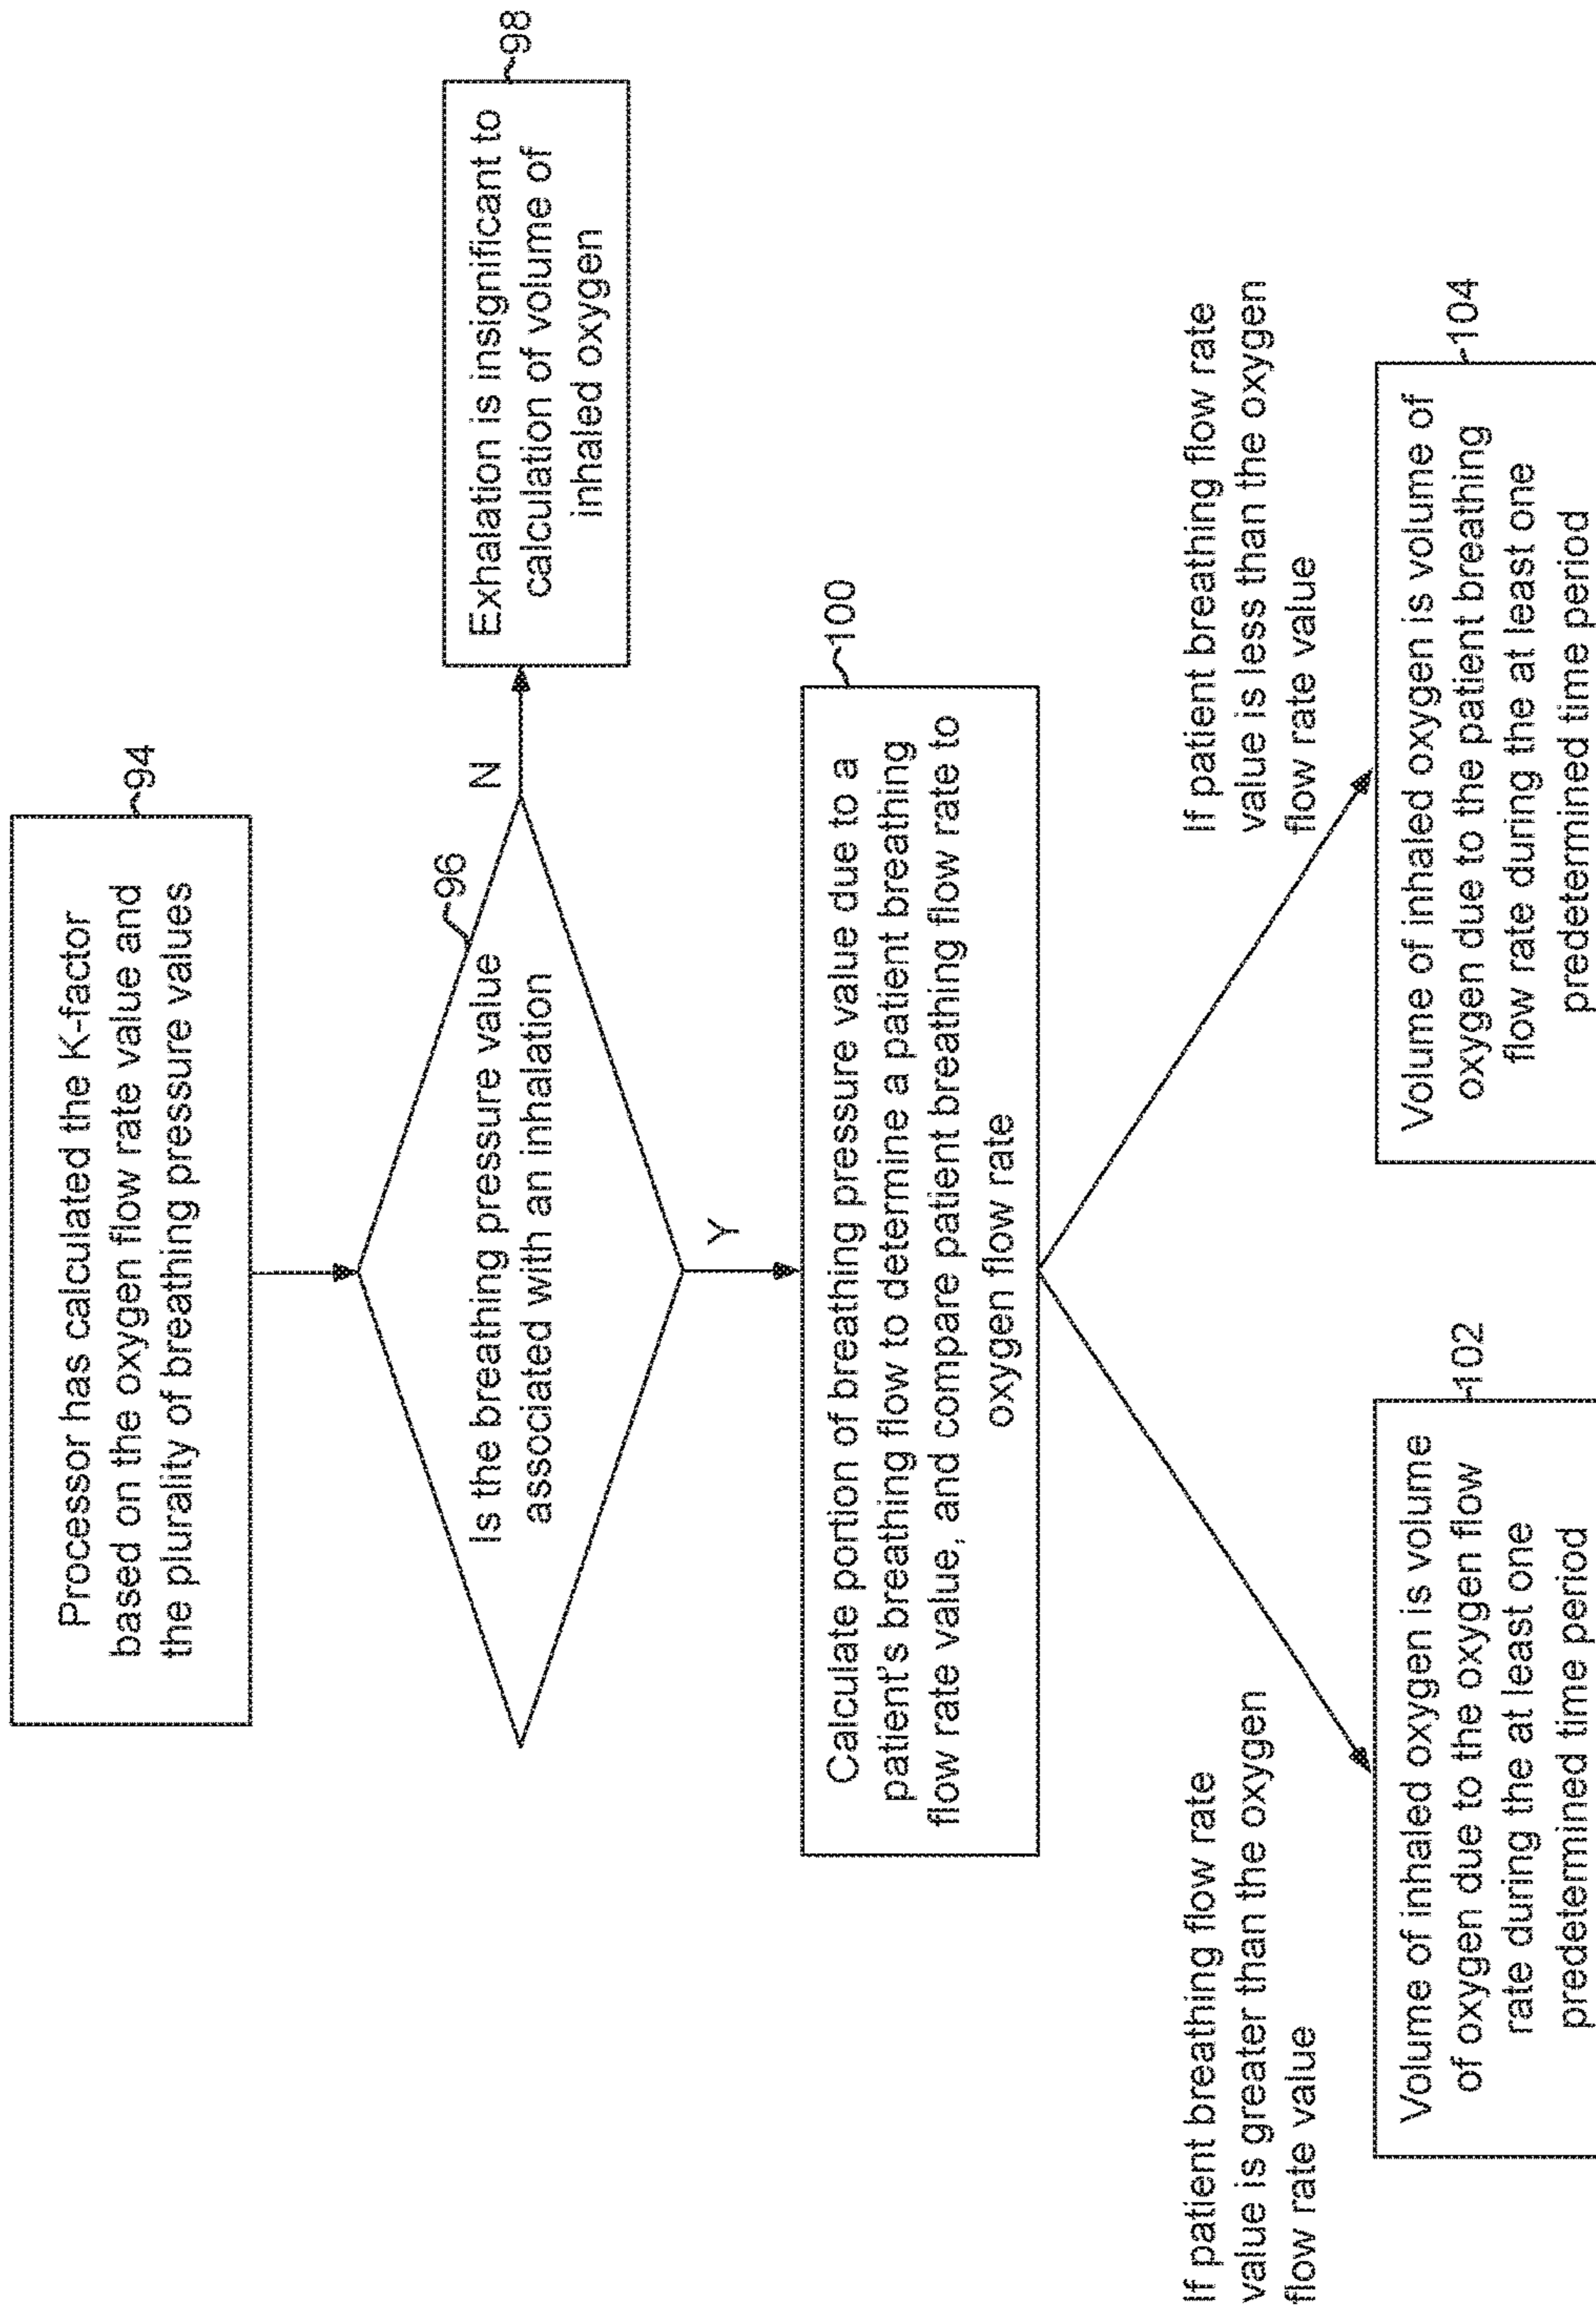 Processor has calculated the K-factor
based on the oxygen flow rate value and
the plurality of breathing pressure values
94
Is the breathing pressure value
associated with an inhalation
96
N
Exhalation is insignificant to
calculation of volume of
inhaled oxygen
98
Y
Calculate portion of breathing pressure value due to a
patient's breathing flow to determine a patient breathing
flow rate value, and compare patient breathing flow rate to
oxygen flow rate
100
If patient breathing flow rate
value is greater than the oxygen
flow rate value
If patient breathing flow rate
value is less than the oxygen
flow rate value
Volume of inhaled oxygen is volume
of oxygen due to the oxygen flow
rate during the at least one
predetermined time period
102
Volume of inhaled oxygen is volume of
oxygen due to the patient breathing
flow rate during the at least one
predetermined time period
104